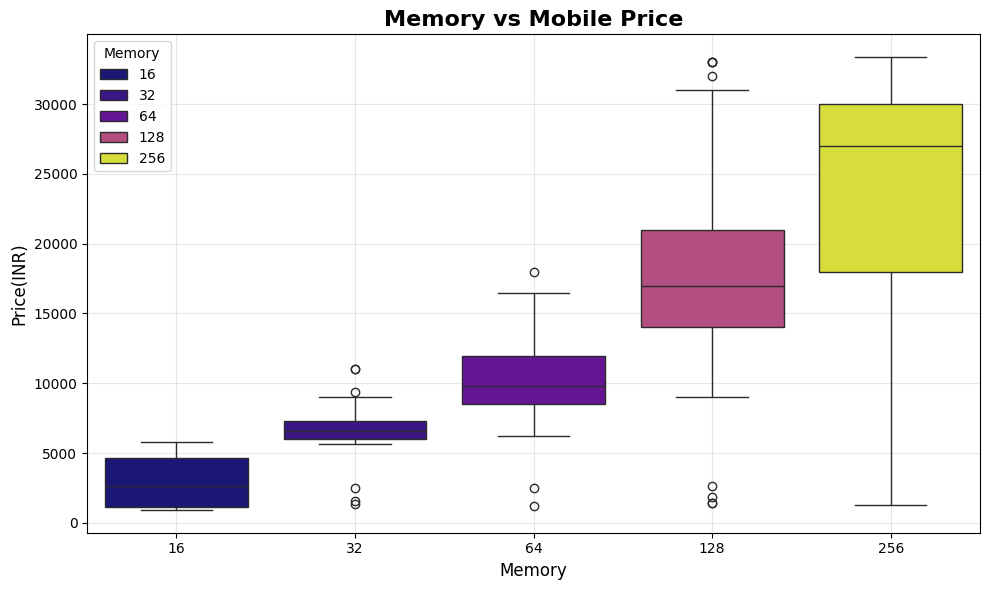 Memory vs Mobile Price
Memory
16
32
64
128
256
Price(INR)
30000
25000
20000
15000
10000
5000
0
16 32 64 128 256
Memory